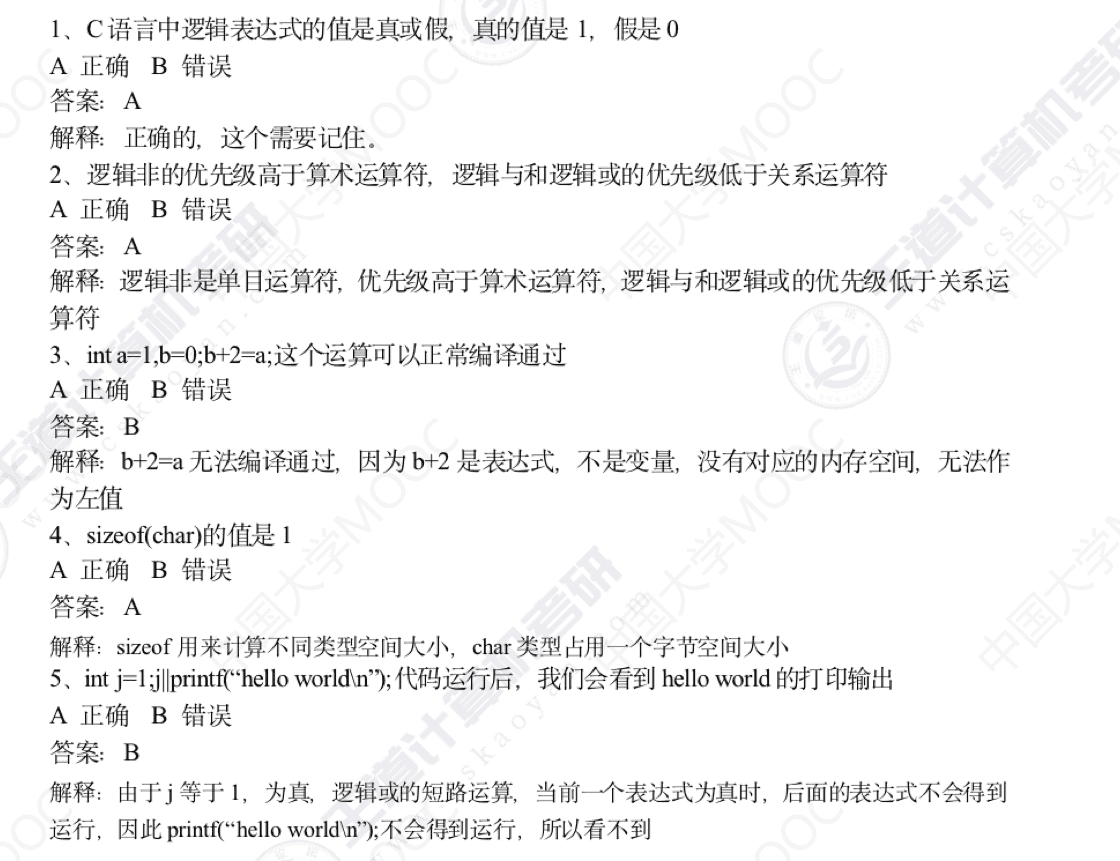 1、C语言中逻辑表达式的值是真或假，真的值是 1，假是 0
A 正确 B 错误
答案：A
解释：正确的，这个需要记住。
2、逻辑非的优先级高于算术运算符，逻辑与和逻辑或的优先级低于关系运算符
A 正确 B 错误
答案：A
解释：逻辑非是单目运算符，优先级高于算术运算符，逻辑与和逻辑或的优先级低于关系运
算符
3、int a=1,b=0;b+2=a;这个运算可以正常编译通过
A 正确 B 错误
答案：B
解释：b+2=a 无法编译通过，因为 b+2 是表达式，不是变量，没有对应的内存空间，无法作
为左值
4、sizeof(char)的值是 1
A 正确 B 错误
答案：A
解释：sizeof 用来计算不同类型空间大小，char 类型占用一个字节空间大小
5、int j=1;j||printf(“hello world\n”);代码运行后，我们会看到 hello world 的打印输出
A 正确 B 错误
答案：B
解释：由于 j 等于 1，为真，逻辑或的短路运算，当前一个表达式为真时，后面的表达式不会得到
运行，因此 printf(“hello world\n”);不会得到运行，所以看不到